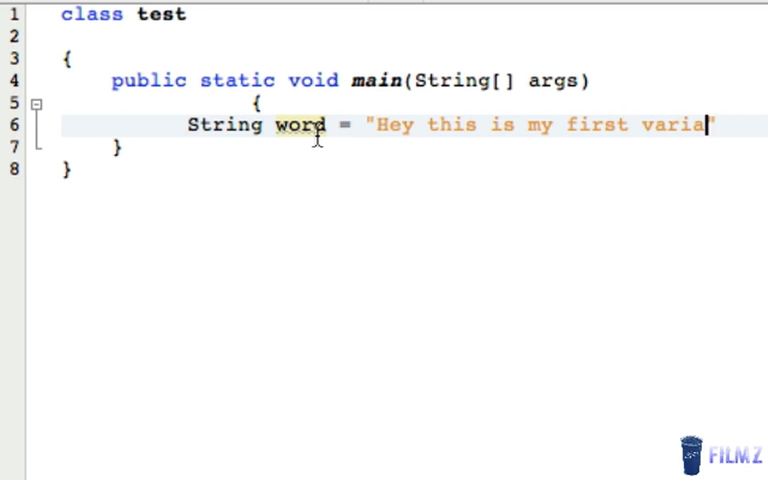 1 class test
2
3 {
4 public static void main(String[] args)
5 {
6 String word = "Hey this is my first varia"
7 }
8 }
FILMZ